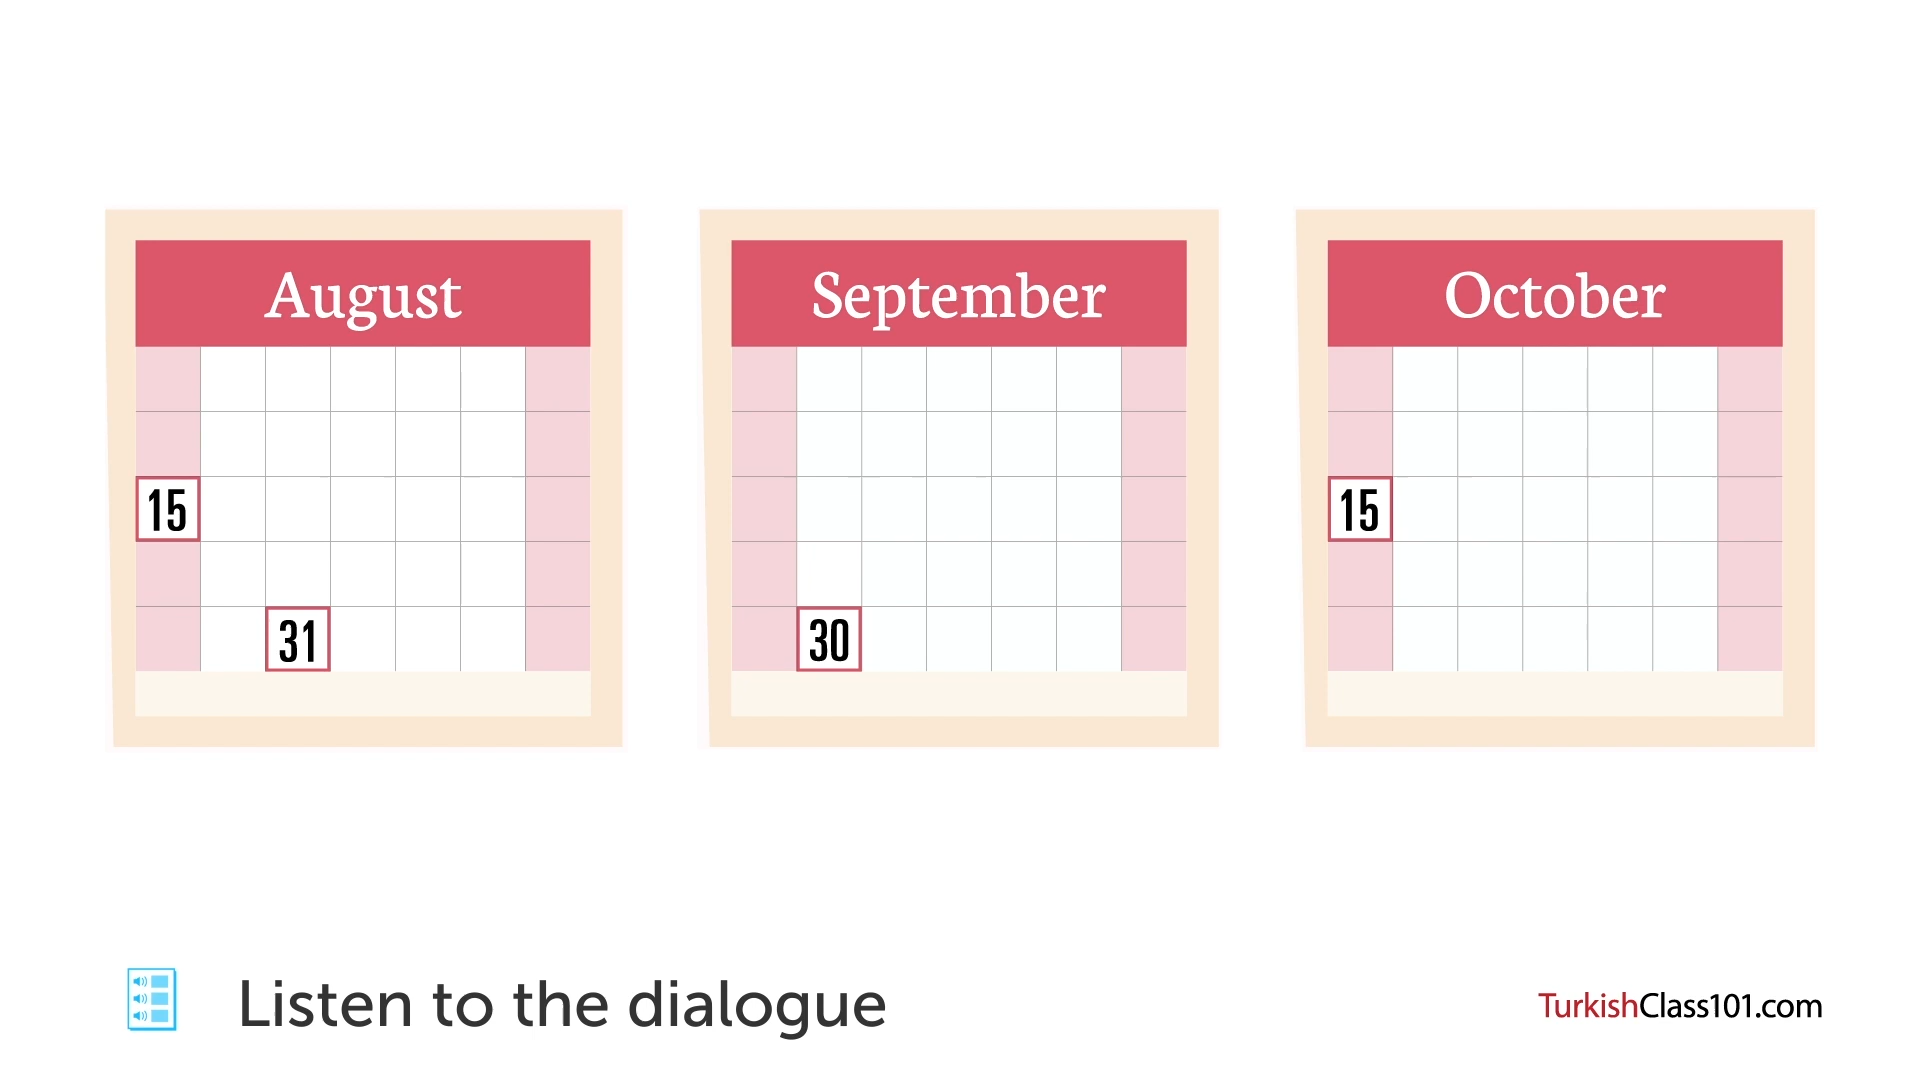 August
15
31
September
30
October
15
Listen to the dialogue
TurkishClass101.com